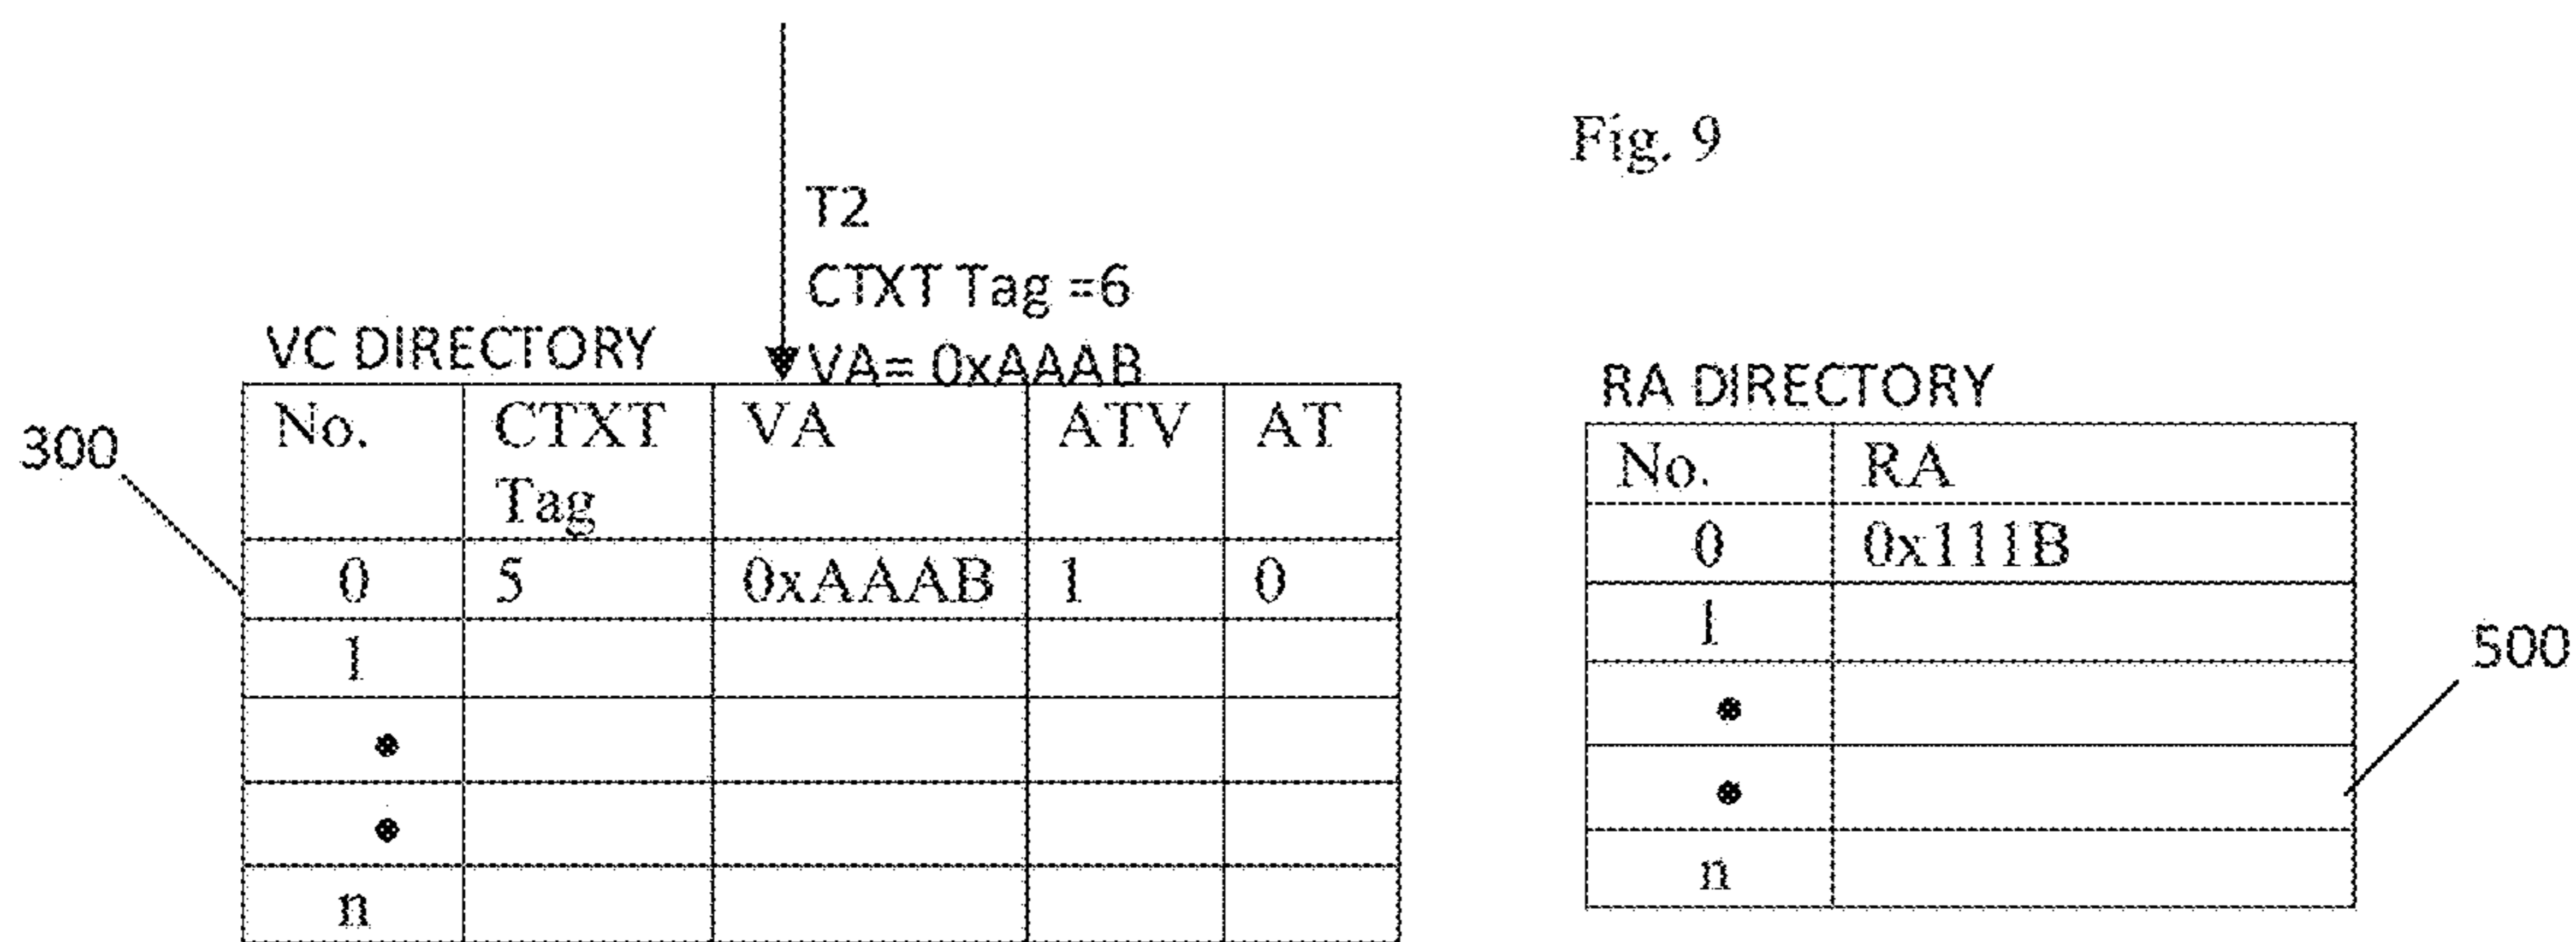 Fig. 9
T2
CTXT Tag =6
VA= 0xAAAB
VC DIRECTORY
No. CTXT Tag VA ATV AT
0 5 0xAAAB 1 0
1
n
300
RA DIRECTORY
No. RA
0 0x111B
1
n
500